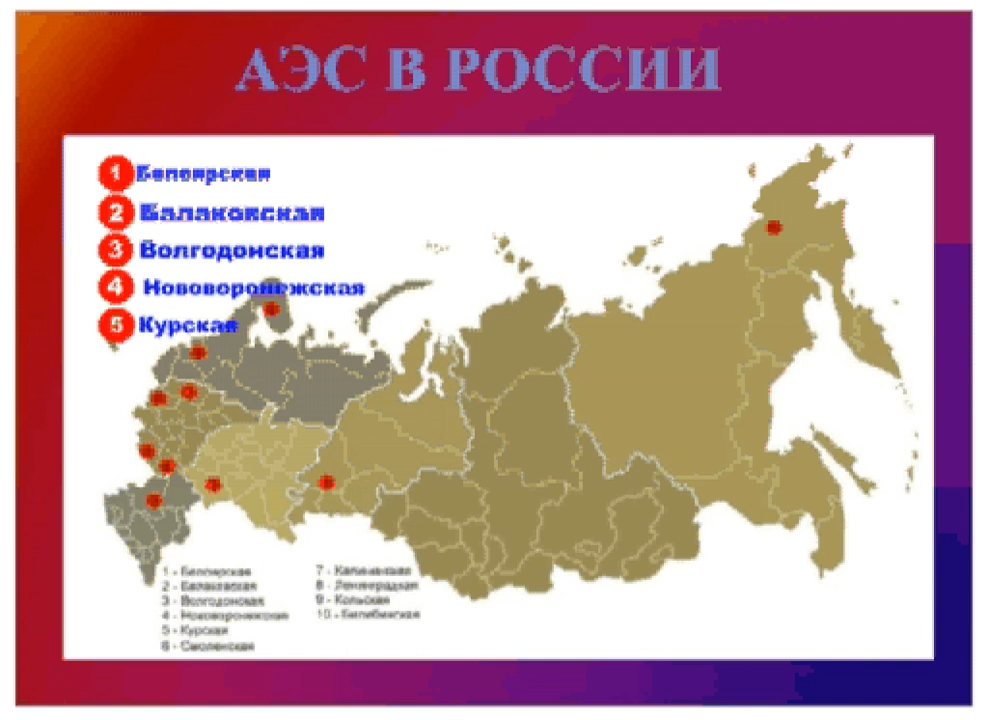 АЭС В РОССИИ
1 Белоярская
2 Балаковская
3 Волгодонская
4 Нововоронежская
5 Курская
1 - Белоярская
2 - Балаковская
3 - Волгодонская
4 - Нововоронежская
5 - Курская
6 - Смоленская
7 - Калининская
8 - Ленинградская
9 - Кольская
10 - Билибинская